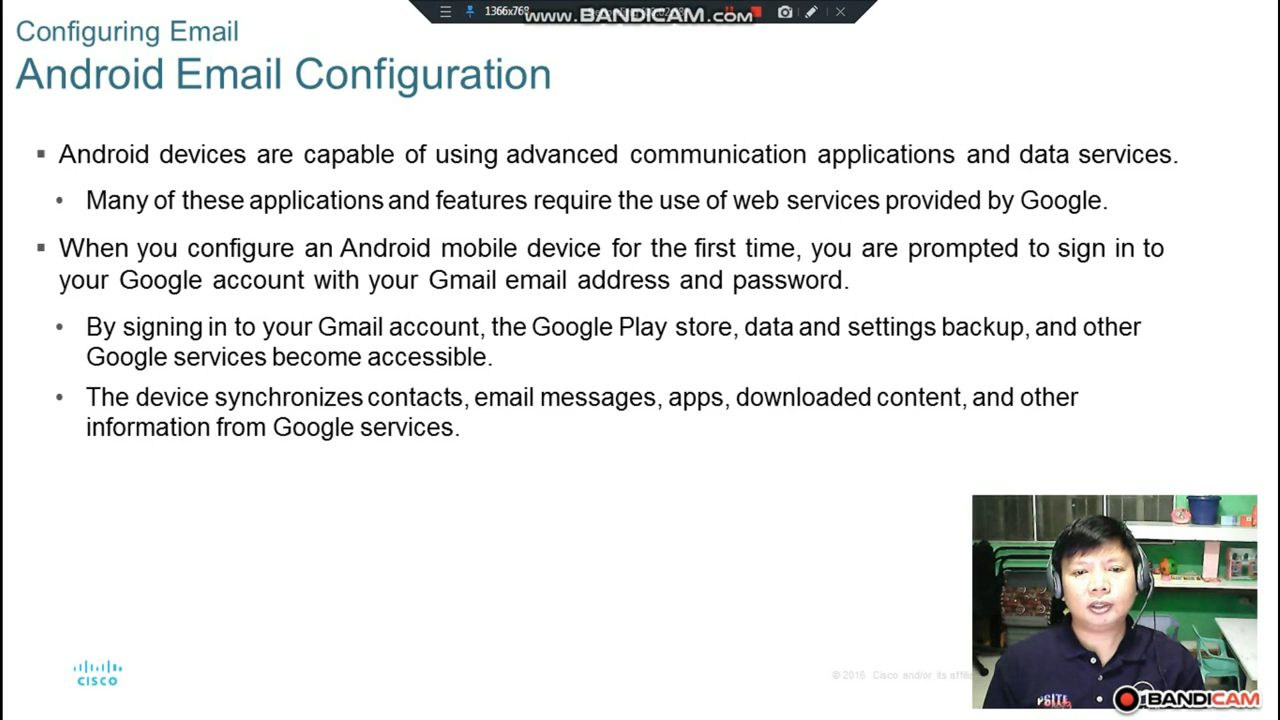 1366x768
www.BANDICAM.com
Configuring Email
Android Email Configuration
▪ Android devices are capable of using advanced communication applications and data services.
• Many of these applications and features require the use of web services provided by Google.
▪ When you configure an Android mobile device for the first time, you are prompted to sign in to
your Google account with your Gmail email address and password.
• By signing in to your Gmail account, the Google Play store, data and settings backup, and other
Google services become accessible.
• The device synchronizes contacts, email messages, apps, downloaded content, and other
information from Google services.
CISCO
© 2016 Cisco and/or its
BANDICAM